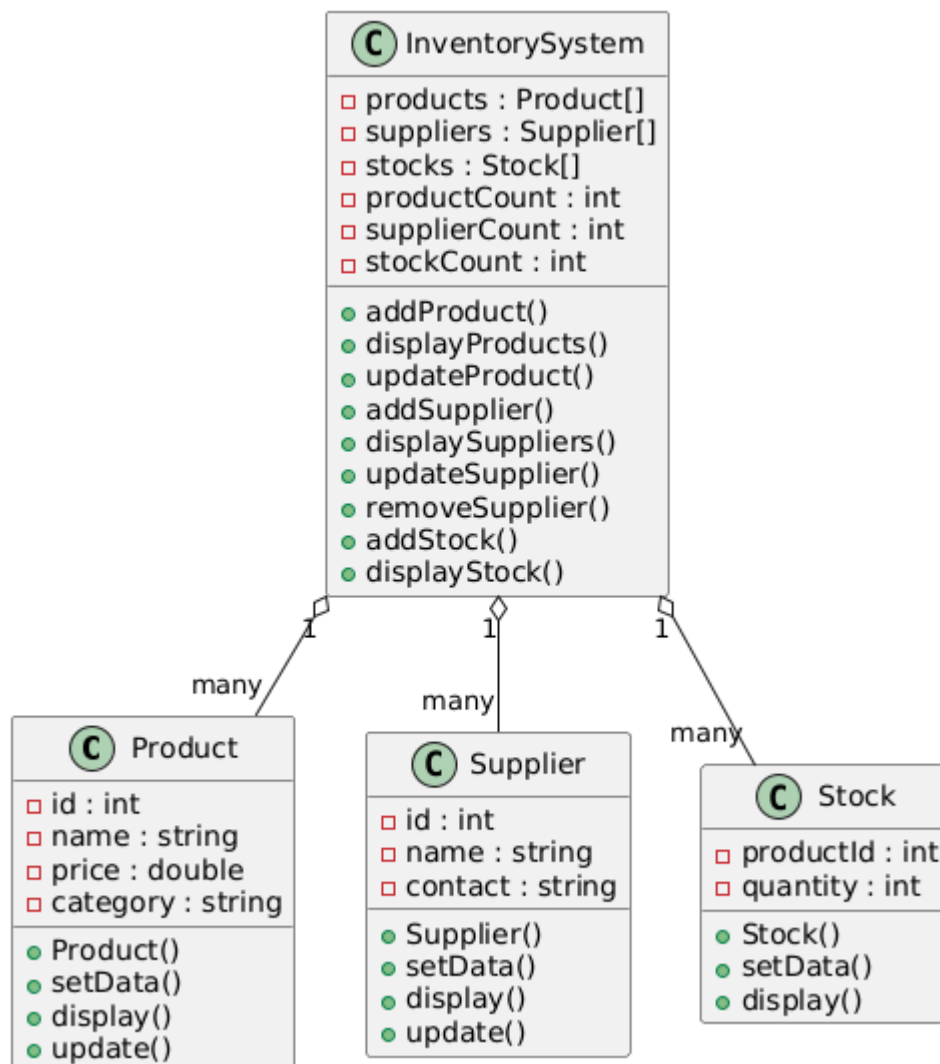 C InventorySystem
products : Product[]
suppliers : Supplier[]
stocks : Stock[]
productCount : int
supplierCount : int
stockCount : int
addProduct()
displayProducts()
updateProduct()
addSupplier()
displaySuppliers()
updateSupplier()
removeSupplier()
addStock()
displayStock()
1
1
1
many
many
many
C Product
id : int
name : string
price : double
category : string
Product()
setData()
display()
update()
C Supplier
id : int
name : string
contact : string
Supplier()
setData()
display()
update()
C Stock
productId : int
quantity : int
Stock()
setData()
display()